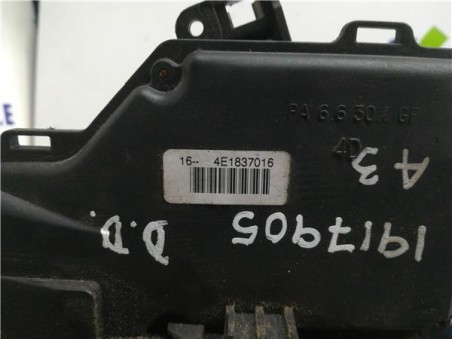 PA 6.6 30% GF
4D
A3
16-- 4E1837016
1917905
D.D.